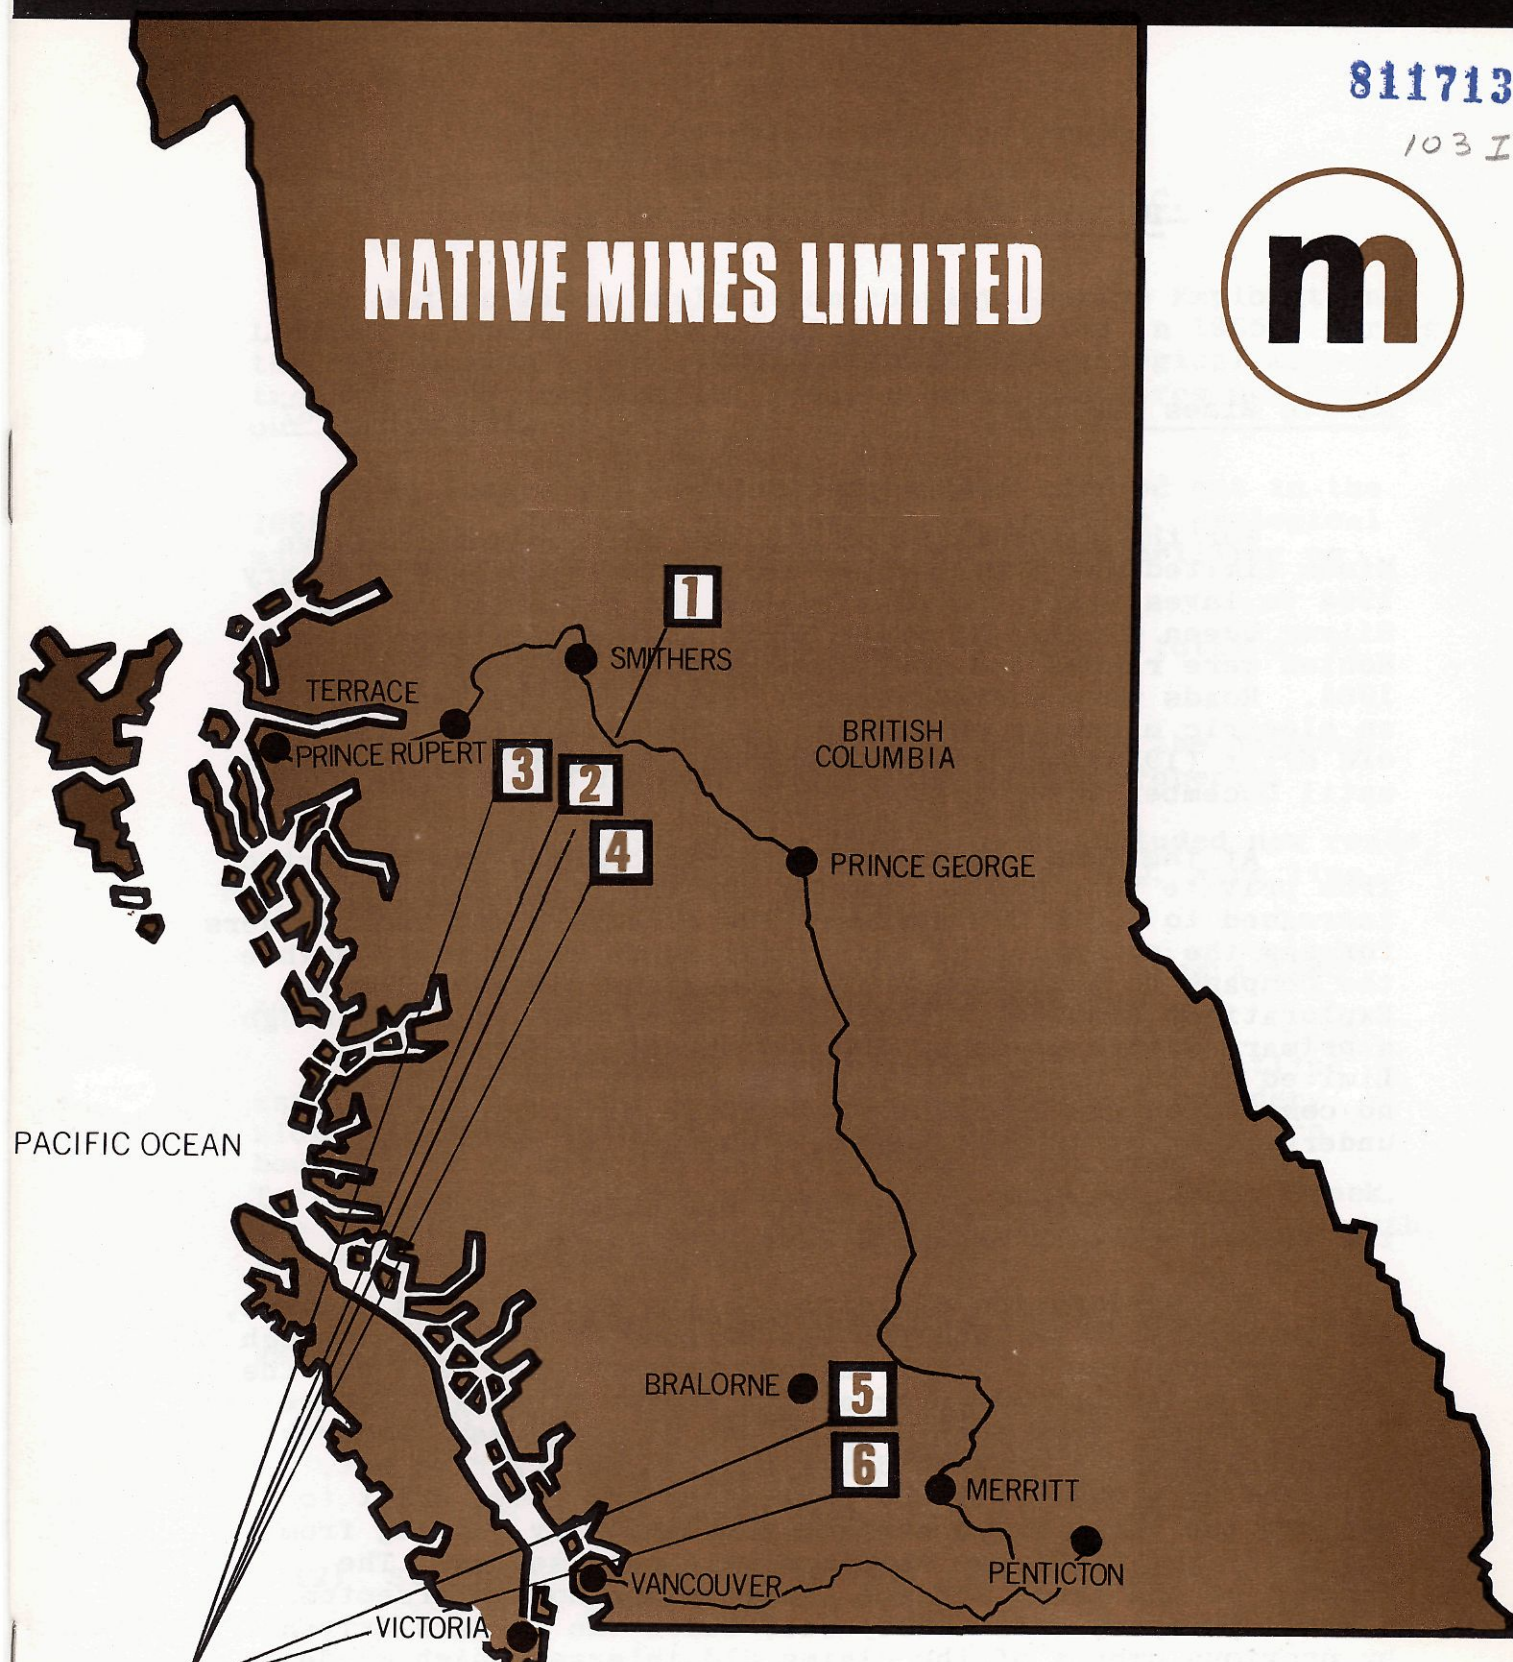 811713
103 I
m
NATIVE MINES LIMITED
1
SMITHERS
TERRACE
BRITISH
COLUMBIA
PRINCE RUPERT
3
2
4
PRINCE GEORGE
PACIFIC OCEAN
BRALORNE
5
6
MERRITT
PENTICTON
VANCOUVER
VICTORIA